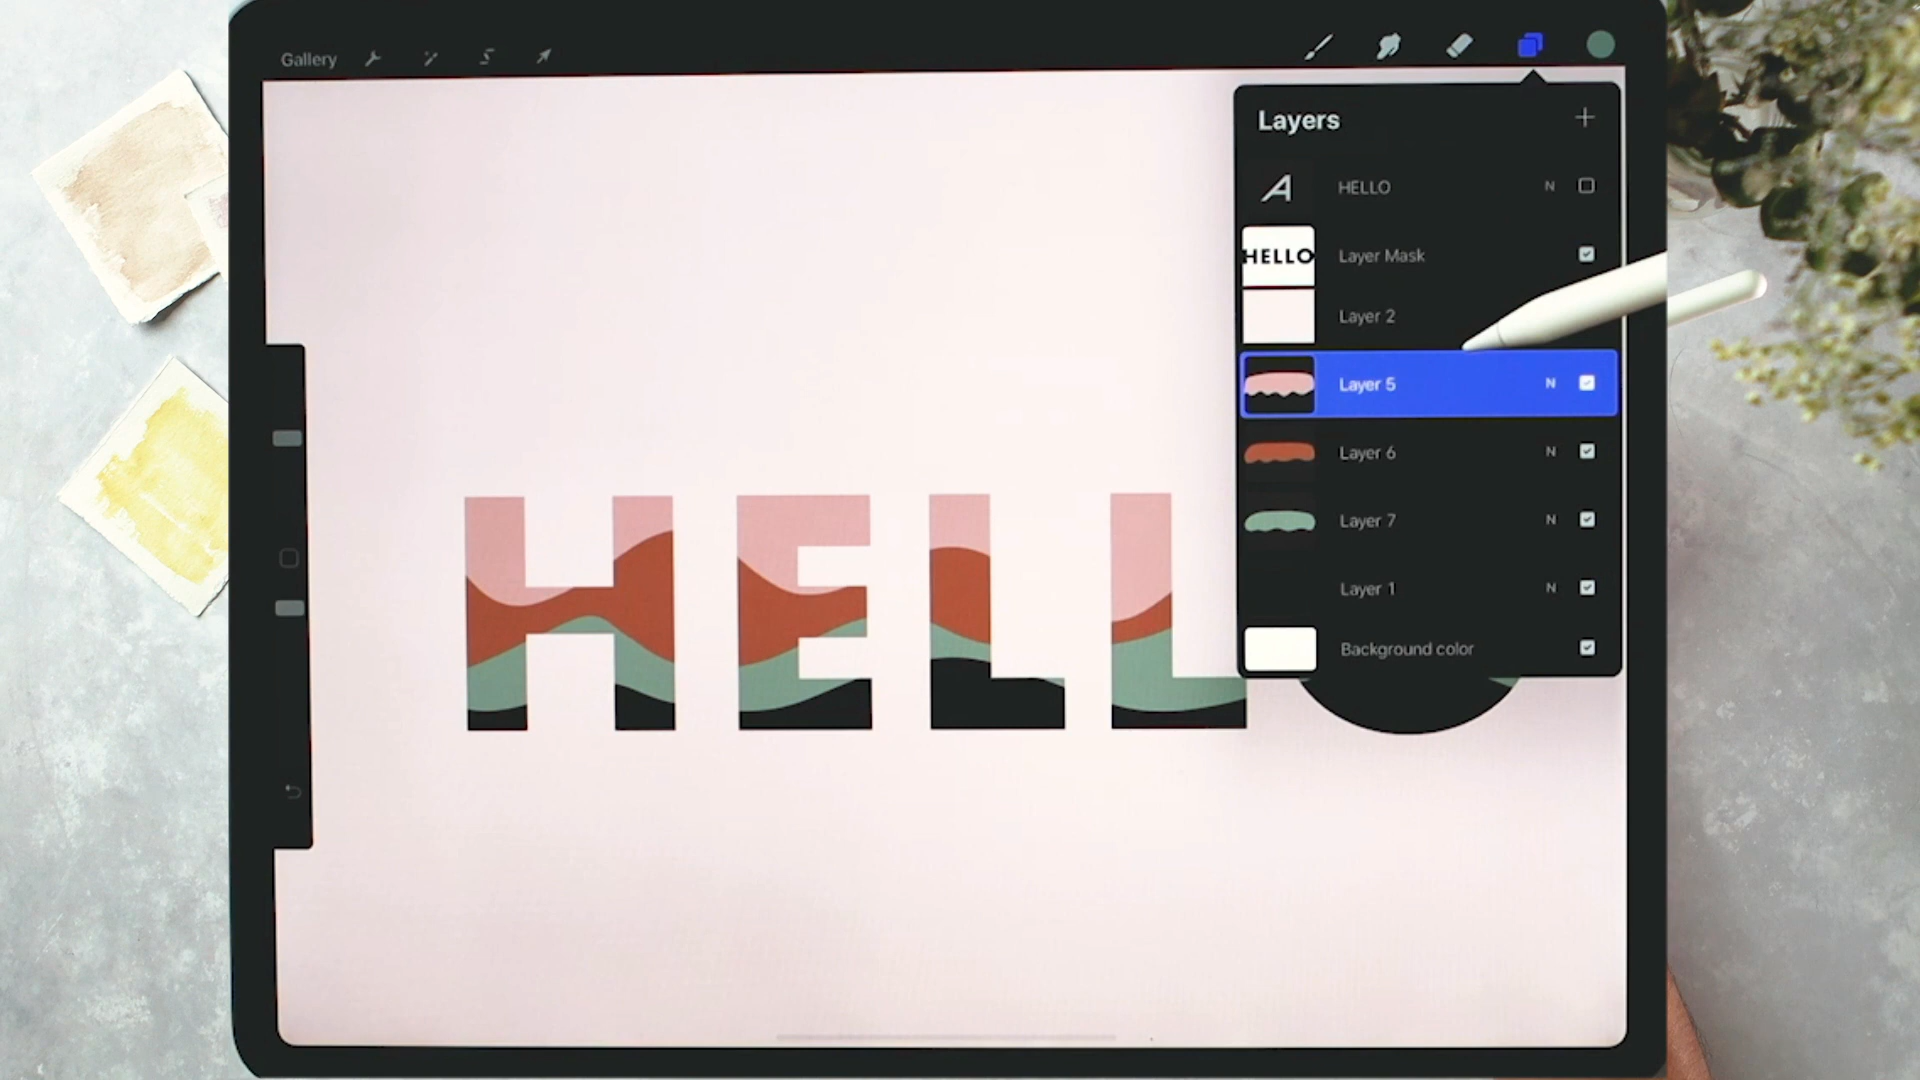 Gallery
Layers
A
HELLO N
HELLO
Layer Mask
Layer 2
Layer 5 N
Layer 6 N
Layer 7 N
Layer 1 N
Background color
HELL